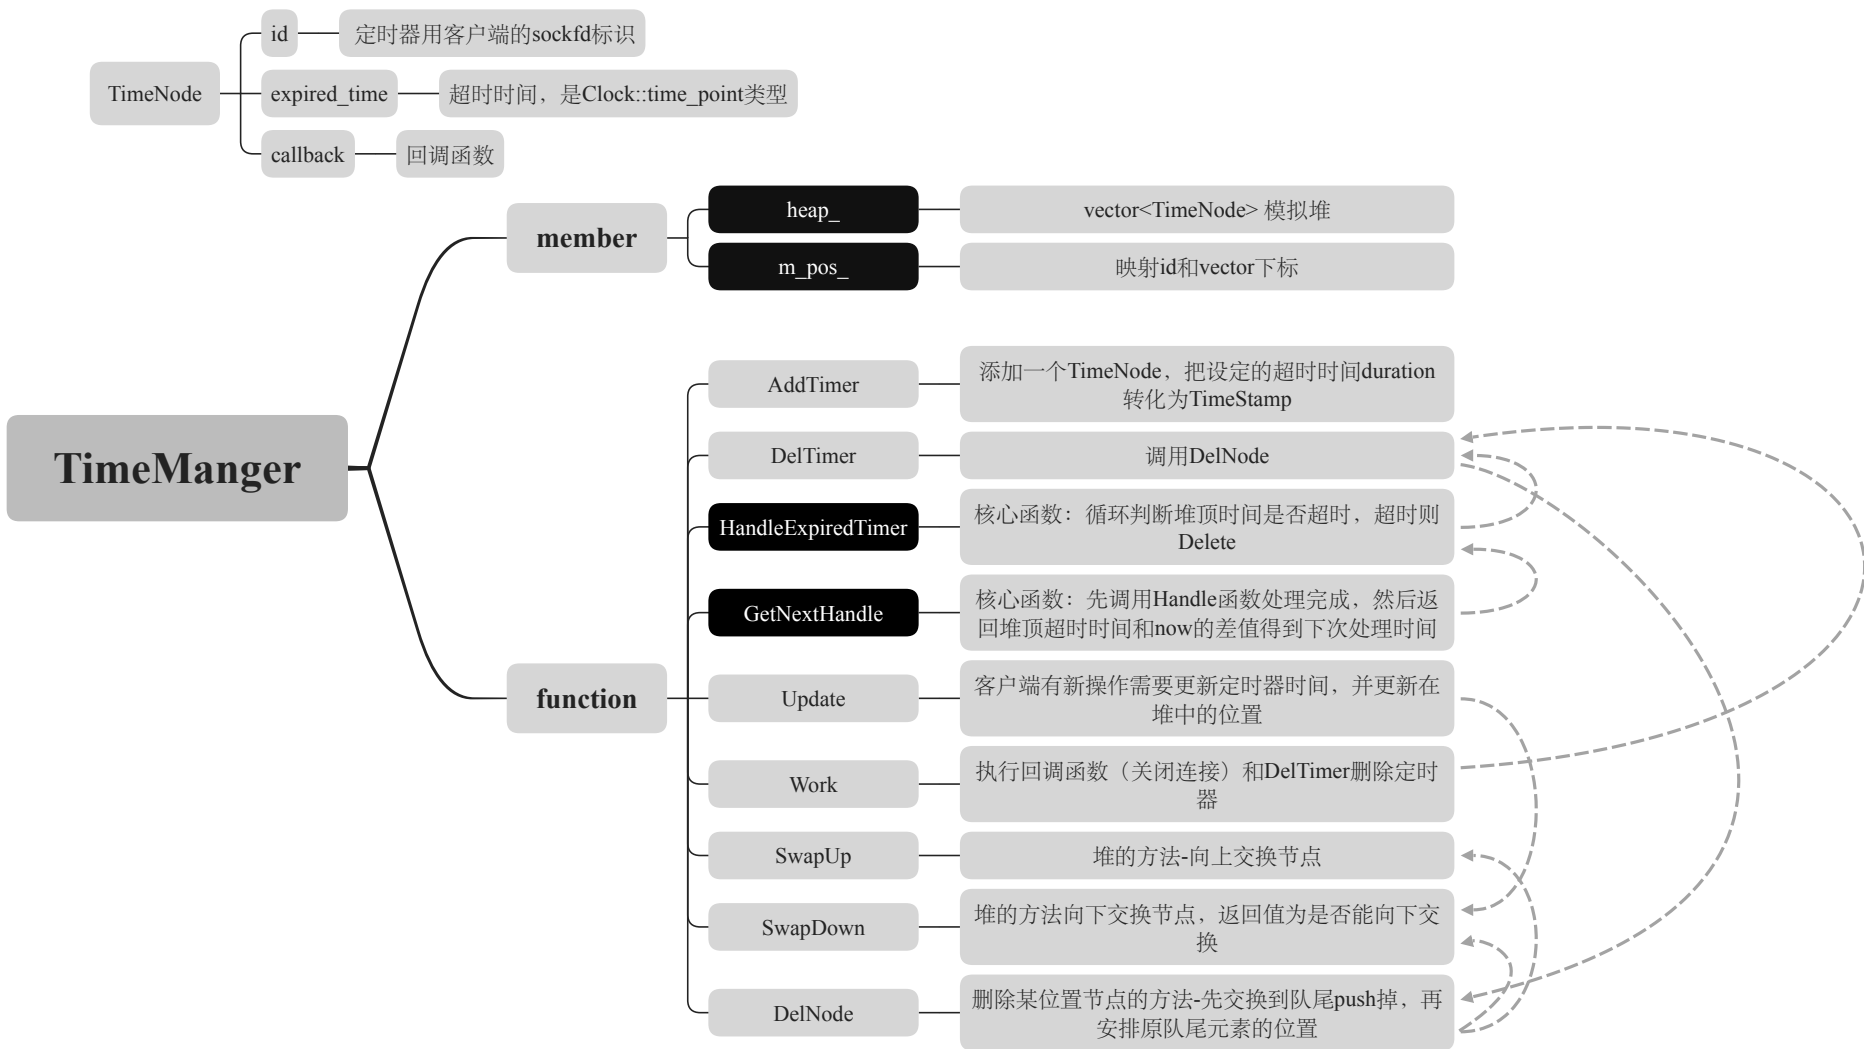 id
定时器用客户端的sockfd标识
TimeNode
expired_time
超时时间，是Clock::time_point类型
callback
回调函数
TimeManger
member
heap_
vector<TimeNode> 模拟堆
m_pos_
映射id和vector下标
function
AddTimer
添加一个TimeNode，把设定的超时时间duration
转化为TimeStamp
DelTimer
调用DelNode
HandleExpiredTimer
核心函数：循环判断堆顶时间是否超时，超时则
Delete
GetNextHandle
核心函数：先调用Handle函数处理完成，然后返
回堆顶超时时间和now的差值得到下次处理时间
Update
客户端有新操作需要更新定时器时间，并更新在
堆中的位置
Work
执行回调函数（关闭连接）和DelTimer删除定时
器
SwapUp
堆的方法-向上交换节点
SwapDown
堆的方法向下交换节点，返回值为是否能向下交
换
DelNode
删除某位置节点的方法-先交换到队尾push掉，再
安排原队尾元素的位置